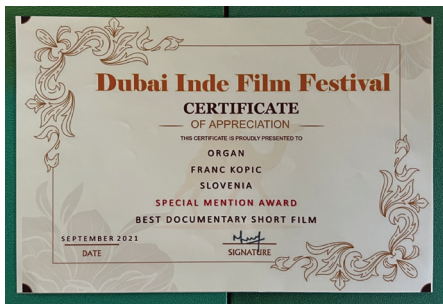 Dubai Inde Film Festival
CERTIFICATE
OF APPRECIATION
THIS CERTIFICATE IS PROUDLY PRESENTED TO
ORGAN
FRANC KOPIC
SLOVENIA
SPECIAL MENTION AWARD
BEST DOCUMENTARY SHORT FILM
SEPTEMBER 2021
DATE
SIGNATURE